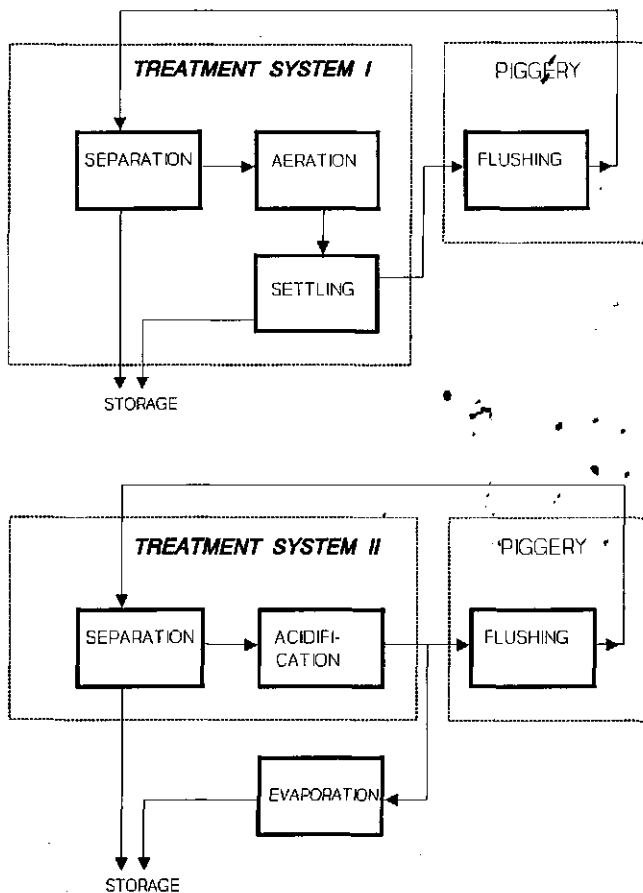 TREATMENT SYSTEM I
PIGGERY
SEPARATION
AERATION
FLUSHING
SETTLING
STORAGE
TREATMENT SYSTEM II
PIGGERY
SEPARATION
ACIDIFI-
CATION
FLUSHING
EVAPORATION
STORAGE